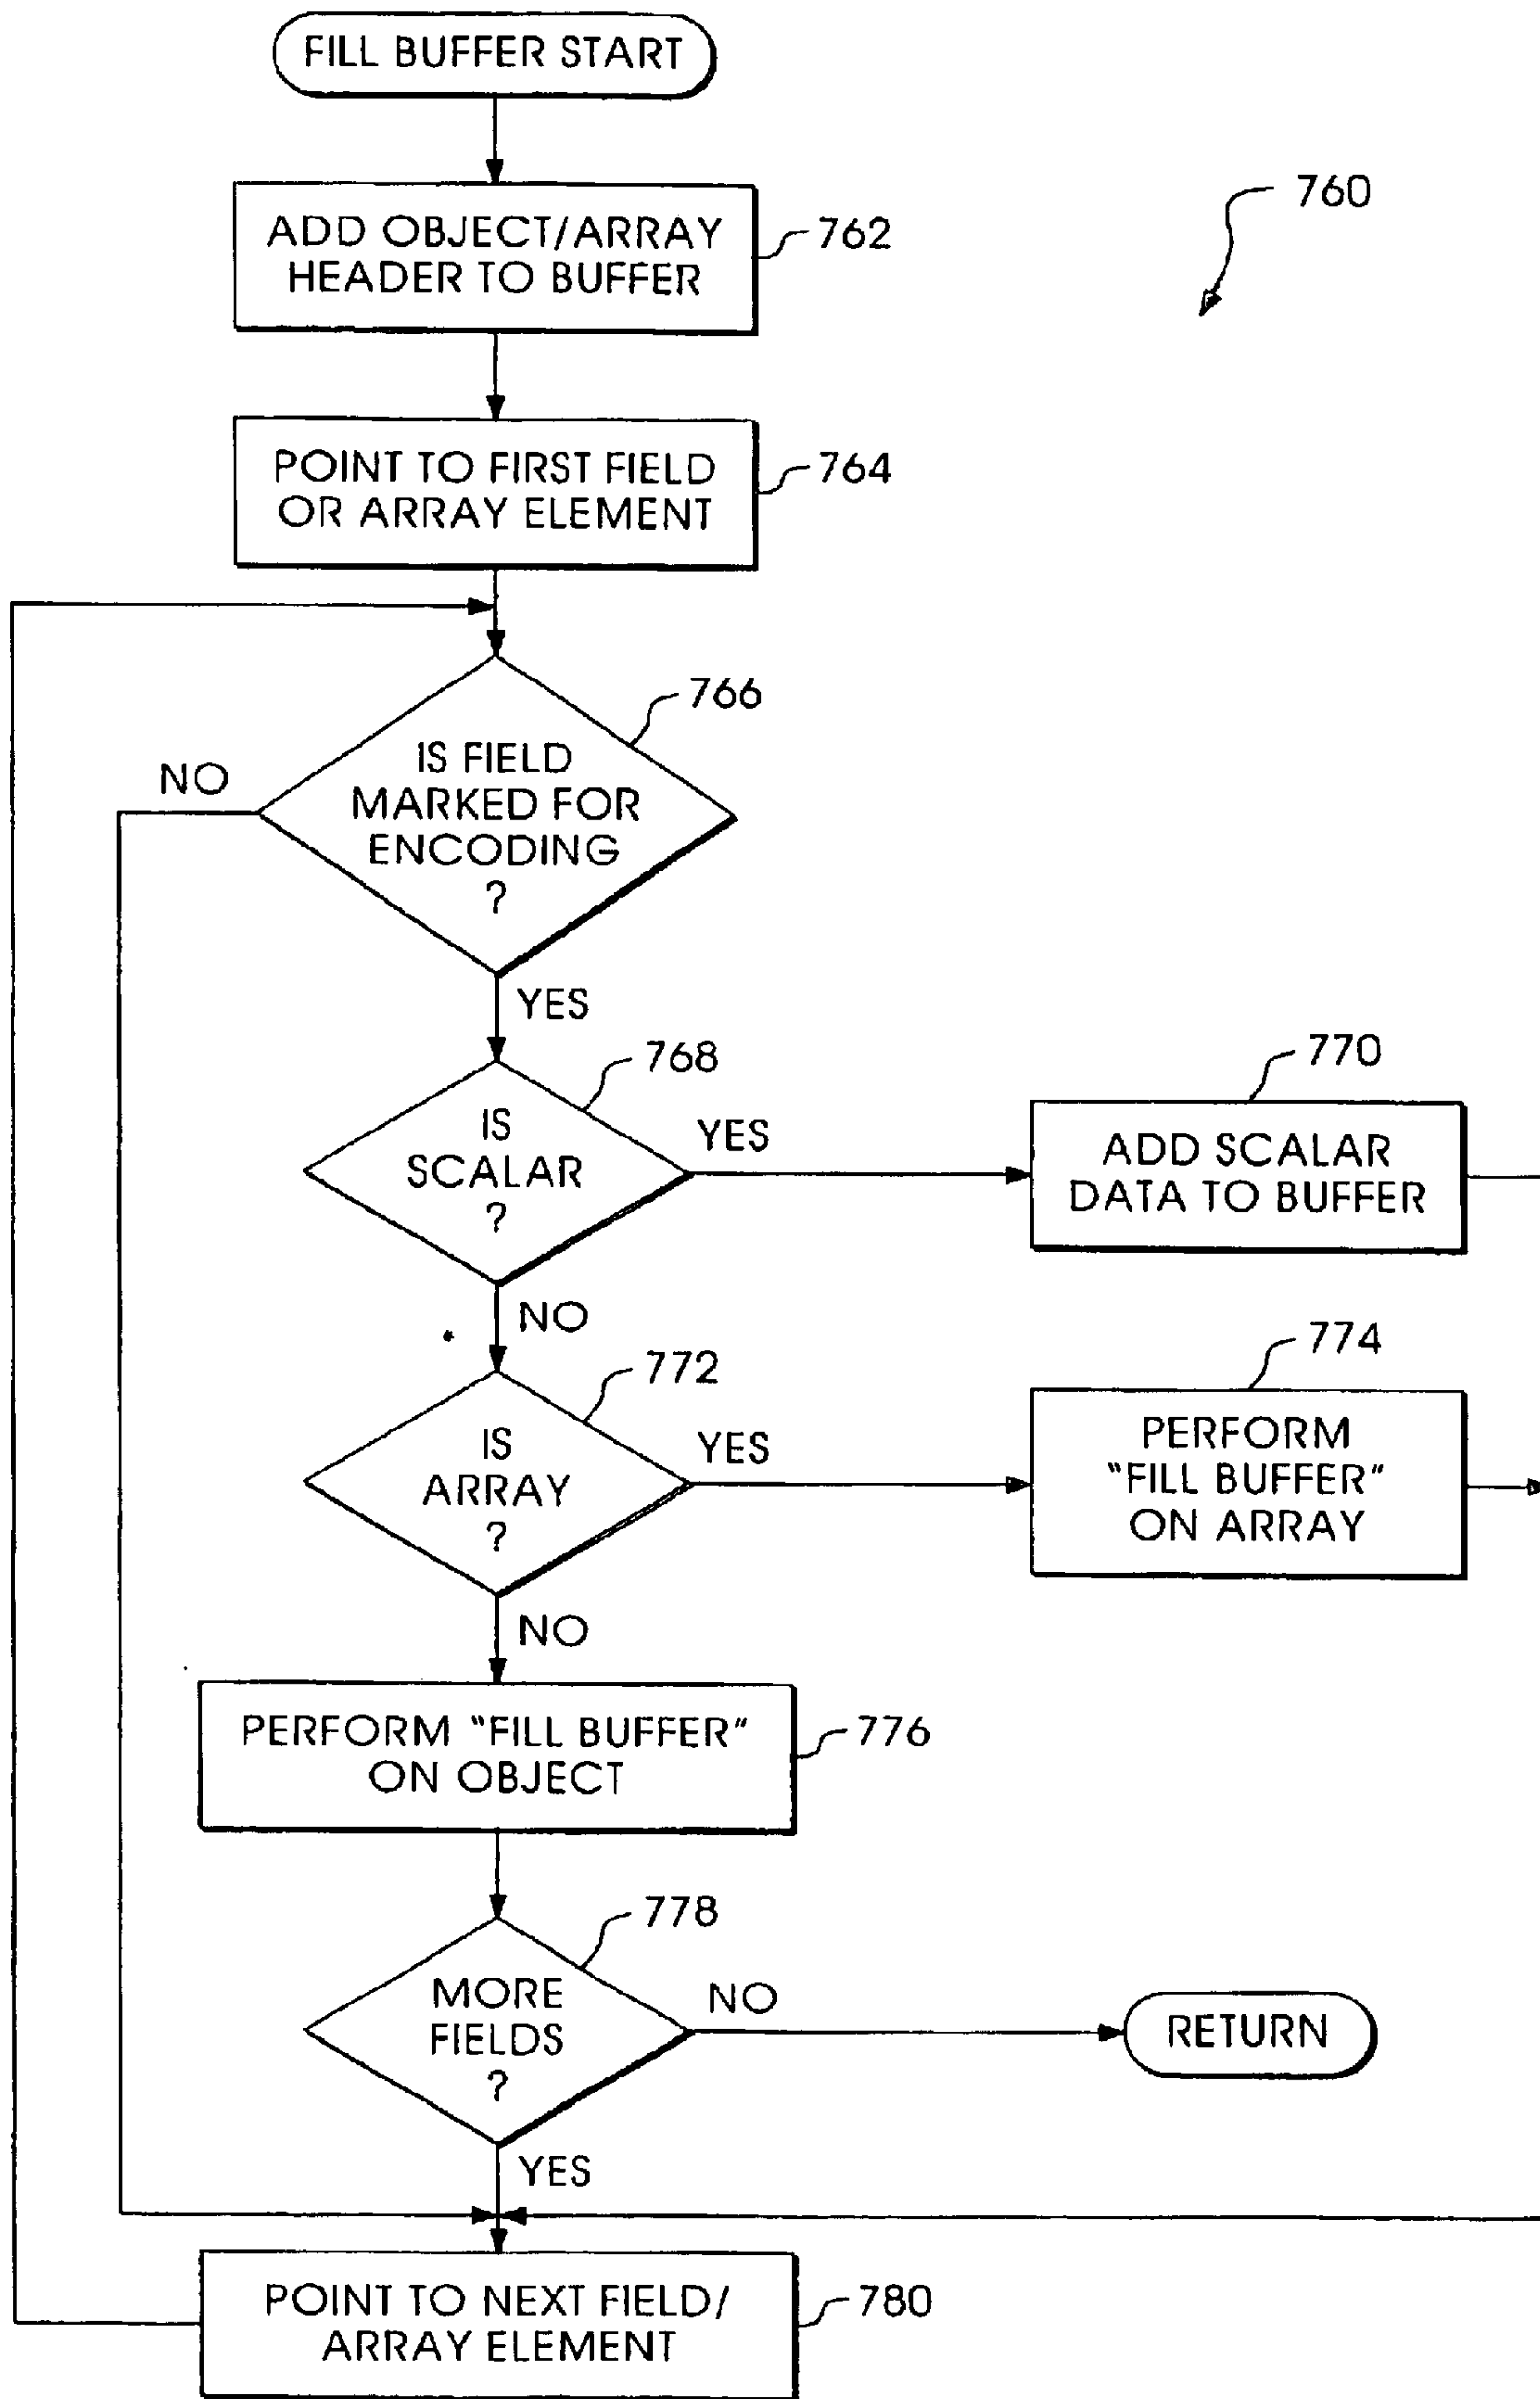 FILL BUFFER START
760
ADD OBJECT/ARRAY
HEADER TO BUFFER
762
POINT TO FIRST FIELD
OR ARRAY ELEMENT
764
766
IS FIELD
MARKED FOR
ENCODING
?
NO
YES
768
IS
SCALAR
?
YES
770
ADD SCALAR
DATA TO BUFFER
NO
772
IS
ARRAY
?
YES
774
PERFORM
"FILL BUFFER"
ON ARRAY
NO
PERFORM "FILL BUFFER"
ON OBJECT
776
778
MORE
FIELDS
?
NO
RETURN
YES
POINT TO NEXT FIELD/
ARRAY ELEMENT
780